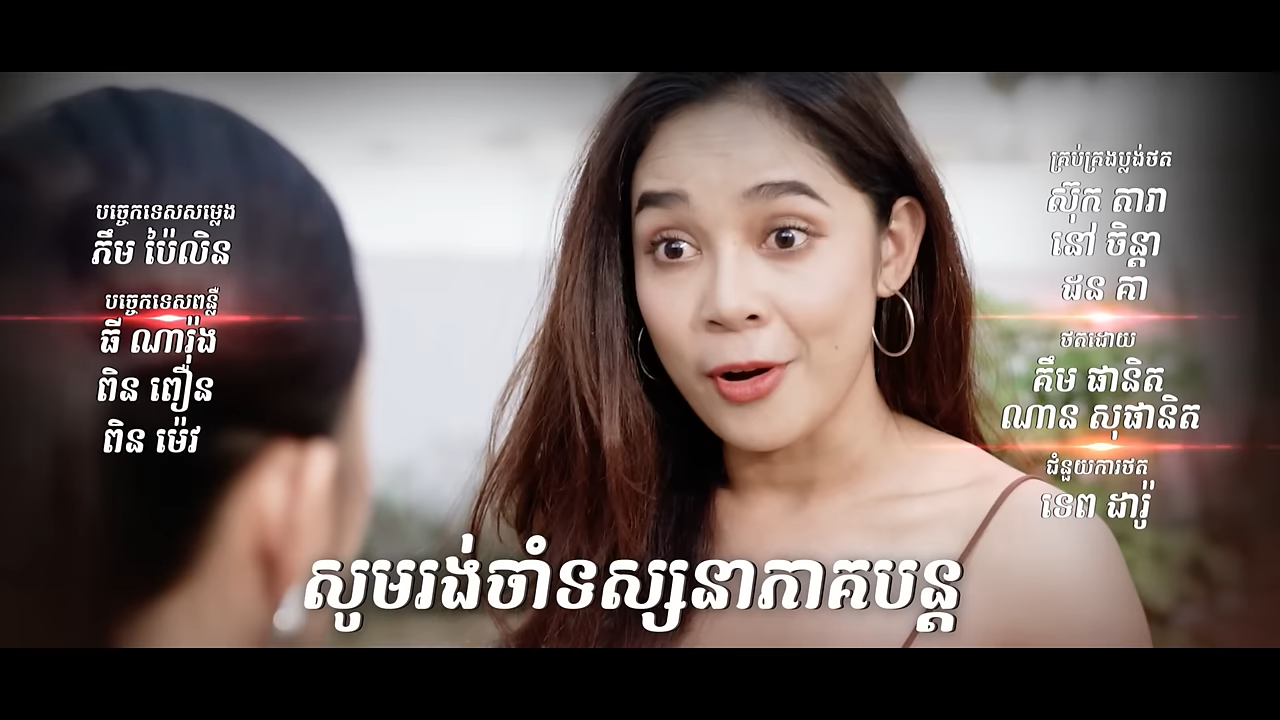 បច្ចេកទេសសម្លេង
ភឹម ប៉ៃលិន
បច្ចេកទេសពន្លឺ
ធី ណារ៉ុង
ពិន ពឿន
ពិន ម៉េវ
គ្រប់គ្រងប្លង់ថត
ស៊ុក តារា
នៅ ចិន្តា
ដន គា
ថតដោយ
គឹម ផានិត
ណាន សុផានិត
ជំនួយការថត
ទេព ដារ៉ូ
សូមរង់ចាំទស្សនាភាគបន្ត